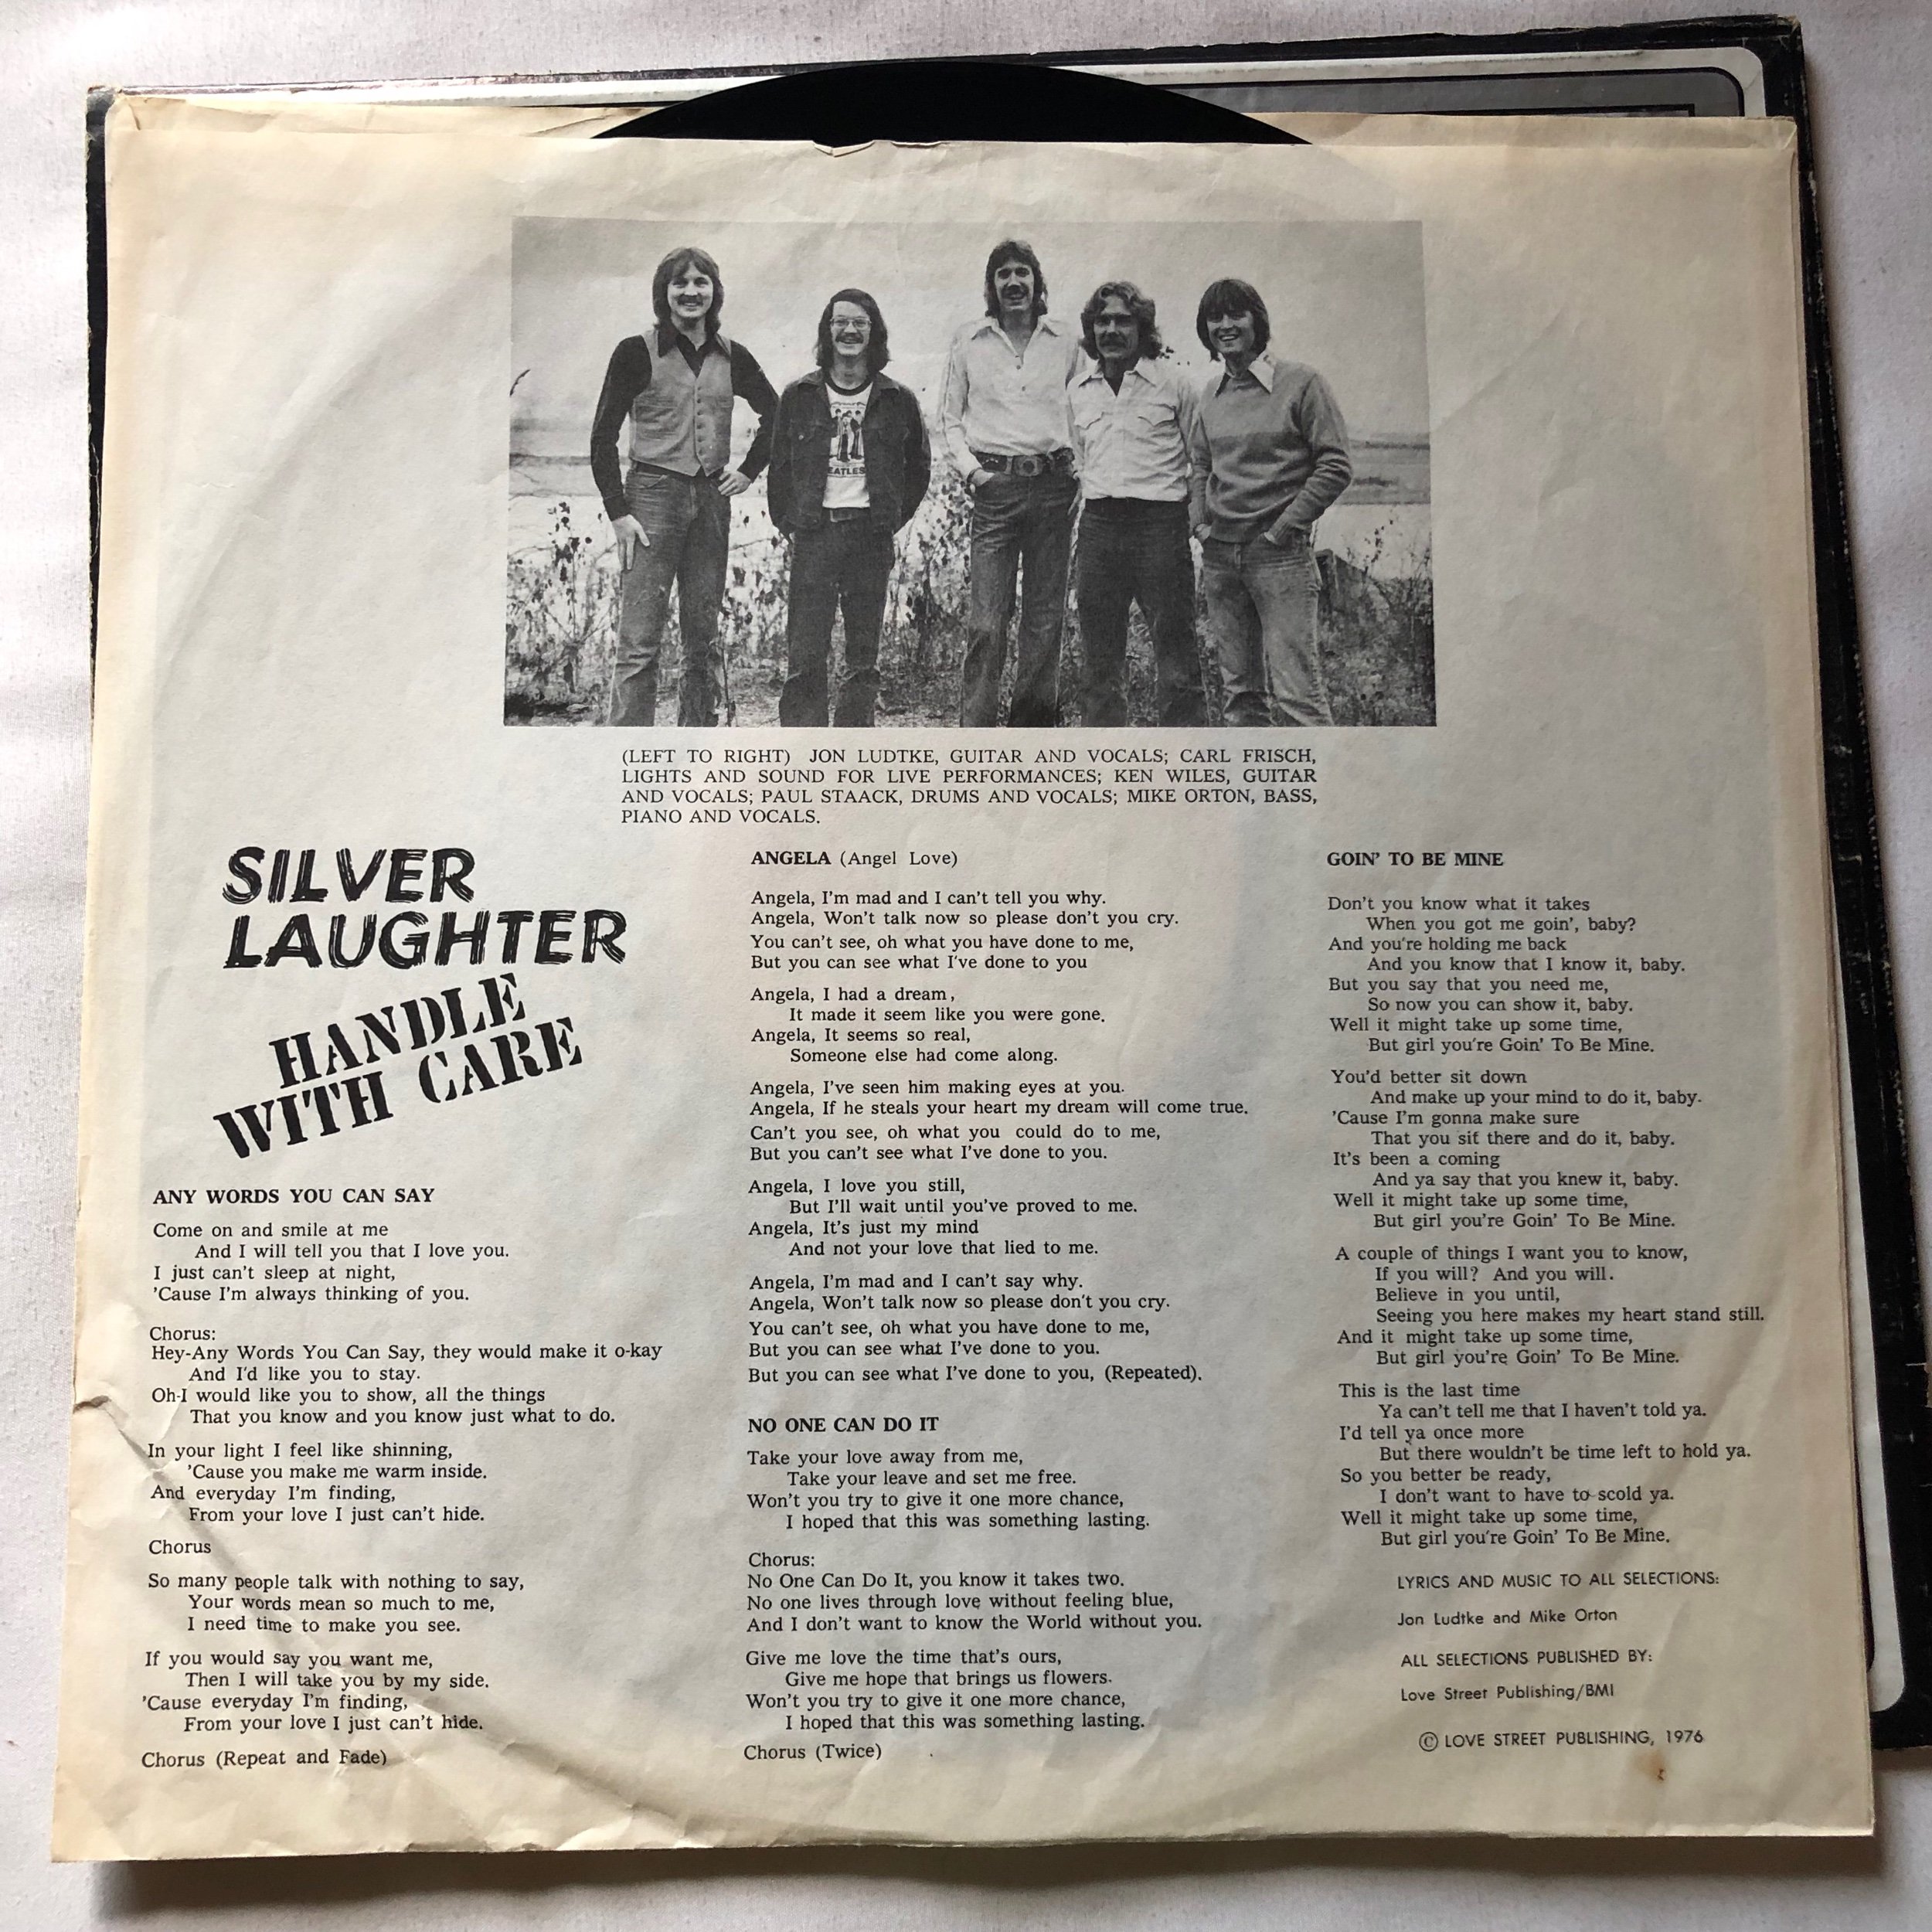 EATLES
(LEFT TO RIGHT) JON LUDTKE, GUITAR AND VOCALS; CARL FRISCH,
LIGHTS AND SOUND FOR LIVE PERFORMANCES; KEN WILES, GUITAR
AND VOCALS; PAUL STAACK, DRUMS AND VOCALS; MIKE ORTON, BASS,
PIANO AND VOCALS.
SILVER
LAUGHTER
HANDLE
WITH CARE
ANY WORDS YOU CAN SAY
Come on and smile at me
And I will tell you that I love you.
I just can't sleep at night,
'Cause I'm always thinking of you.
Chorus:
Hey-Any Words You Can Say, they would make it o-kay
And I'd like you to stay.
Oh-I would like you to show, all the things
That you know and you know just what to do.
In your light I feel like shinning,
'Cause you make me warm inside.
And everyday I'm finding,
From your love I just can't hide.
Chorus
So many people talk with nothing to say,
Your words mean so much to me,
I need time to make you see.
If you would say you want me,
Then I will take you by my side.
'Cause everyday I'm finding,
From your love I just can't hide.
Chorus (Repeat and Fade)
ANGELA (Angel Love)
Angela, I'm mad and I can't tell you why.
Angela, Won't talk now so please don't you cry.
You can't see, oh what you have done to me,
But you can see what I've done to you
Angela, I had a dream,
It made it seem like you were gone.
Angela, It seems so real,
Someone else had come along.
Angela, I've seen him making eyes at you.
Angela, If he steals your heart my dream will come true.
Can't you see, oh what you could do to me,
But you can't see what I've done to you.
Angela, I love you still,
But I'll wait until you've proved to me.
Angela, It's just my mind
And not your love that lied to me.
Angela, I'm mad and I can't say why.
Angela, Won't talk now so please don't you cry.
You can't see, oh what you have done to me,
But you can see what I've done to you.
But you can see what I've done to you, (Repeated).
NO ONE CAN DO IT
Take your love away from me,
Take your leave and set me free.
Won't you try to give it one more chance,
I hoped that this was something lasting.
Chorus:
No One Can Do It, you know it takes two.
No one lives through love without feeling blue,
And I don't want to know the World without you.
Give me love the time that's ours,
Give me hope that brings us flowers.
Won't you try to give it one more chance,
I hoped that this was something lasting.
Chorus (Twice)
GOIN' TO BE MINE
Don't you know what it takes
When you got me goin', baby?
And you're holding me back
And you know that I know it, baby.
But you say that you need me,
So now you can show it, baby.
Well it might take up some time,
But girl you're Goin' To Be Mine.
You'd better sit down
And make up your mind to do it, baby.
'Cause I'm gonna make sure
That you sit there and do it, baby.
It's been a coming
And ya say that you knew it, baby.
Well it might take up some time,
But girl you're Goin' To Be Mine.
A couple of things I want you to know,
If you will? And you will.
Believe in you until,
Seeing you here makes my heart stand still.
And it might take up some time,
But girl you're Goin' To Be Mine.
This is the last time
Ya can't tell me that I haven't told ya.
I'd tell ya once more
But there wouldn't be time left to hold ya.
So you better be ready,
I don't want to have to scold ya.
Well it might take up some time,
But girl you're Goin' To Be Mine.
LYRICS AND MUSIC TO ALL SELECTIONS:
Jon Ludtke and Mike Orton
ALL SELECTIONS PUBLISHED BY:
Love Street Publishing/BMI
© LOVE STREET PUBLISHING, 1976